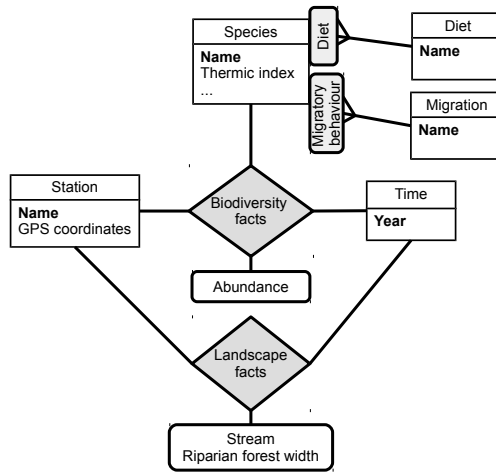 Species
Name
Thermic index
...
Diet
Diet
Name
Migratory
behaviour
Migration
Name
Station
Name
GPS coordinates
Biodiversity
facts
Time
Year
Abundance
Landscape
facts
Stream
Riparian forest width